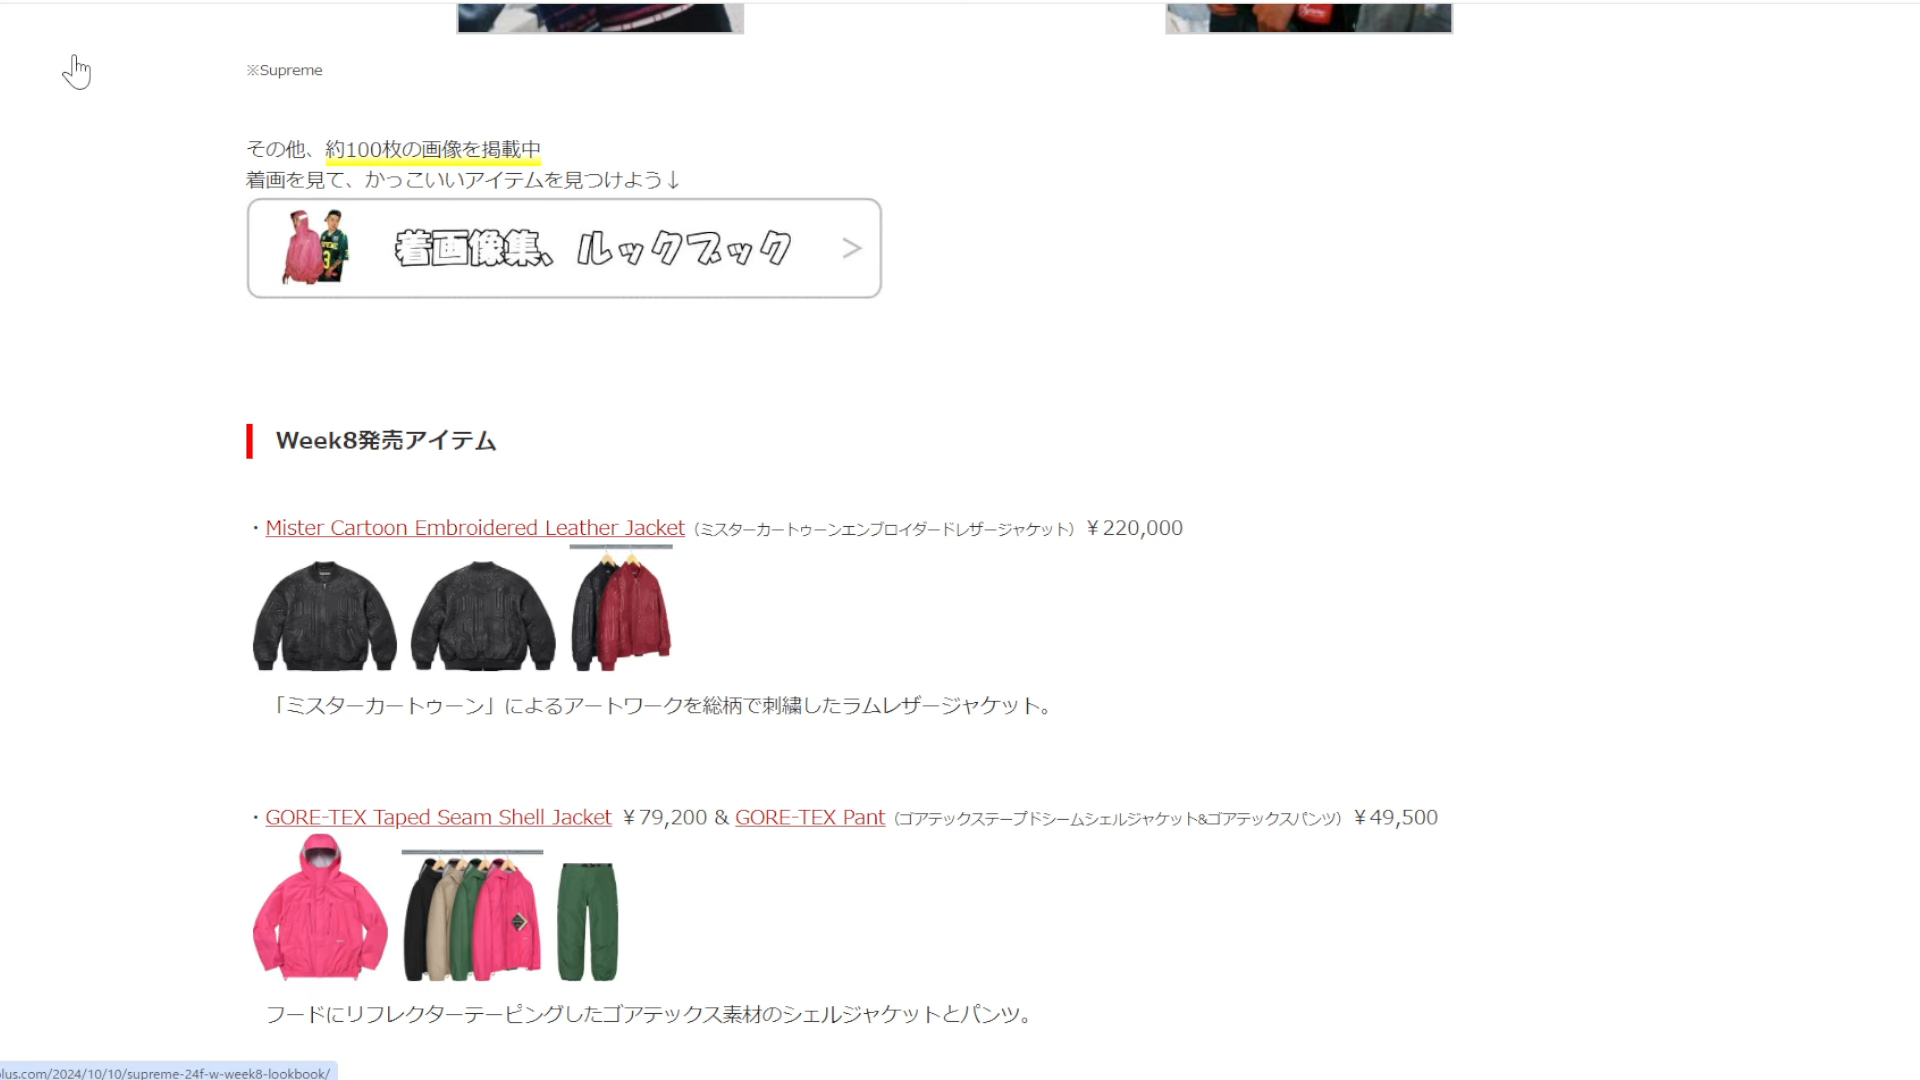 ※Supreme
その他、約100枚の画像を掲載中
着画を見て、かっこいいアイテムを見つけよう↓
着画像集、ルックブック >
Week8発売アイテム
・Mister Cartoon Embroidered Leather Jacket（ミスターカートゥーンエンブロイダードレザージャケット）￥220,000
「ミスターカートゥーン」によるアートワークを総柄で刺繍したラムレザージャケット。
・GORE-TEX Taped Seam Shell Jacket ￥79,200 & GORE-TEX Pant（ゴアテックステープドシームシェルジャケット&ゴアテックスパンツ）￥49,500
フードにリフレクターテーピングしたゴアテックス素材のシェルジャケットとパンツ。
plus.com/2024/10/10/supreme-24f-w-week8-lookbook/